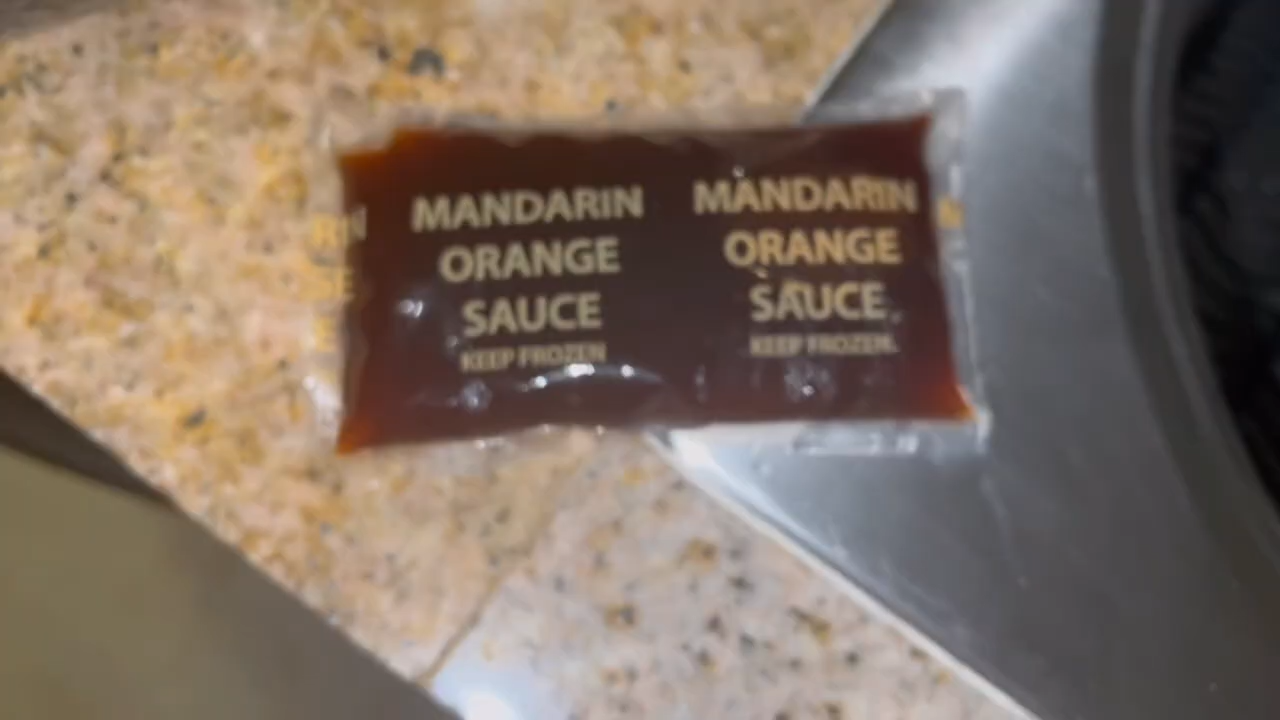 MANDARIN
ORANGE
SAUCE
KEEP FROZEN
MANDARIN
ORANGE
SAUCE
KEEP FROZEN.